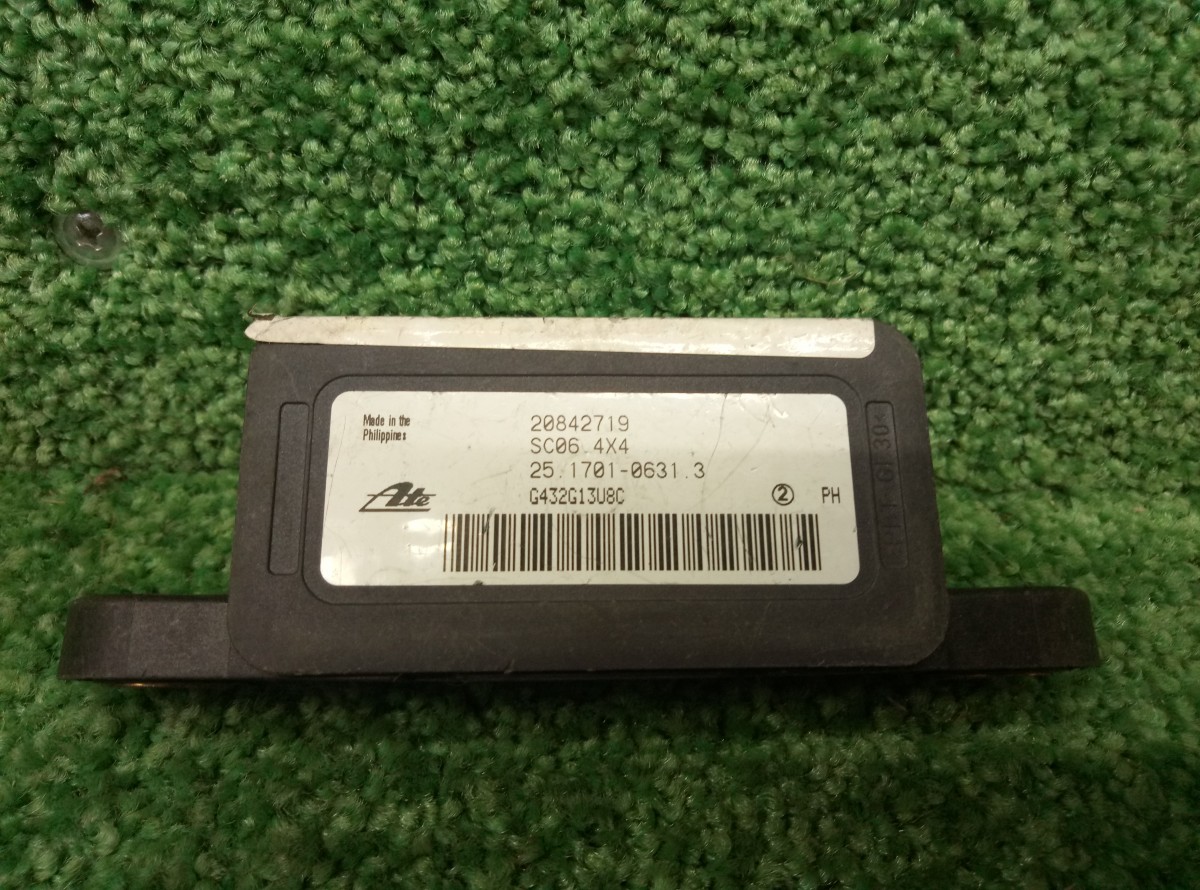 Made in the
Philippines
20842719
SC06.4X4
25.1701-0631.3
Ate
G432G13U8C
② PH